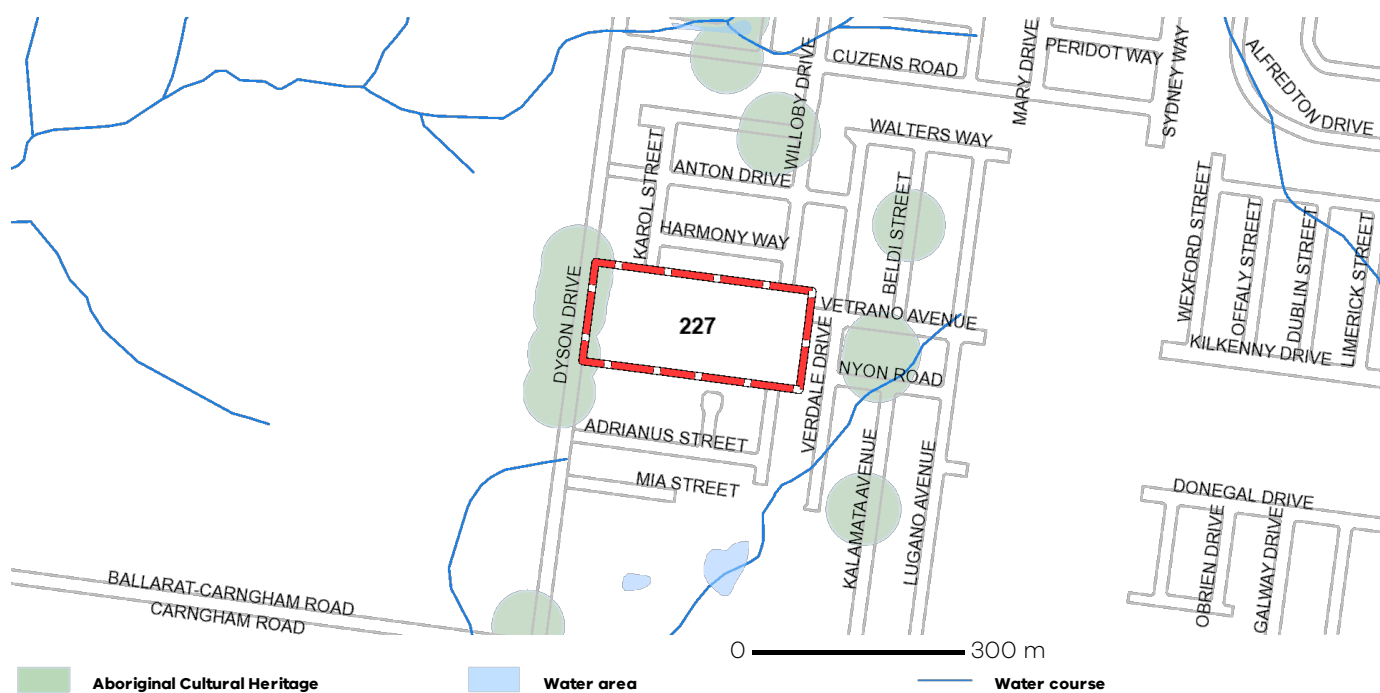 CUZENS ROAD
PERIDOT WAY
MARY DRIVE
SYDNEY WAY
ALFREDTON DRIVE
WILLOBY DRIVE
WALTERS WAY
KAROL STREET
ANTON DRIVE
BELDI STREET
HARMONY WAY
WEXFORD STREET
OFFALY STREET
DUBLIN STREET
LIMERICK STREET
DYSON DRIVE
227
VETRANO AVENUE
KILKENNY DRIVE
VERDALE DRIVE
NYON ROAD
ADRIANUS STREET
MIA STREET
KALAMATA AVENUE
LUGANO AVENUE
DONEGAL DRIVE
OBRIEN DRIVE
GALWAY DRIVE
BALLARAT-CARNGHAM ROAD
CARNGHAM ROAD
0 300 m
Aboriginal Cultural Heritage
Water area
Water course